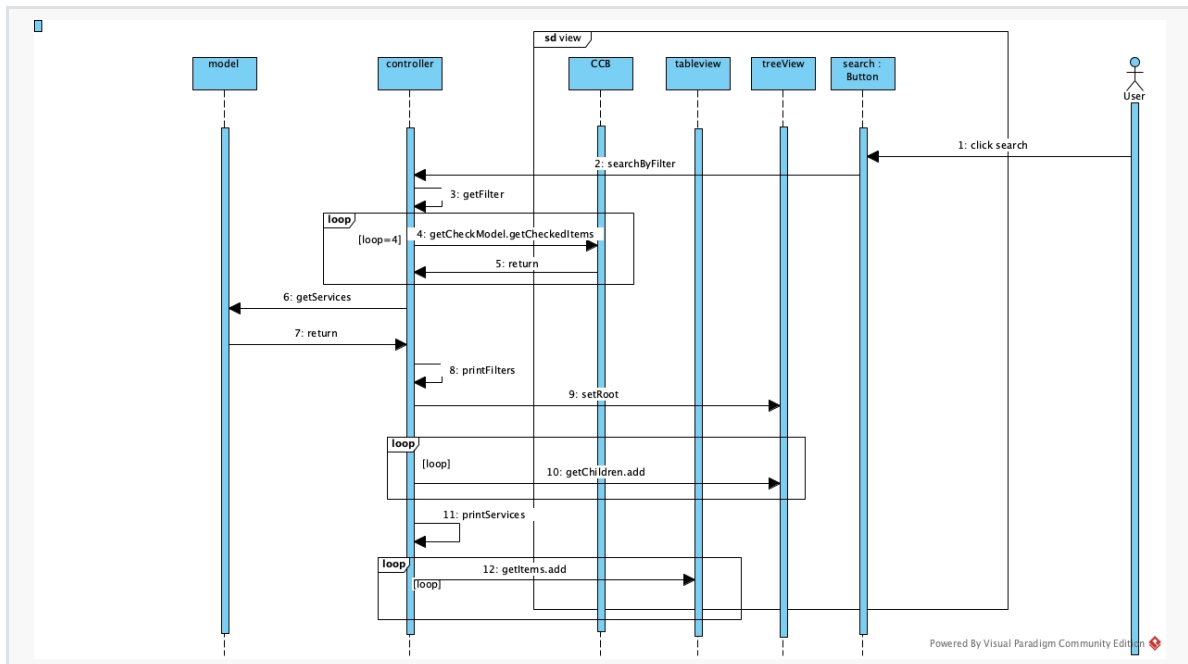 sd view
model
controller
CCB
tableview
treeView
search :
Button
User
1: click search
2: searchByFilter
3: getFilter
loop
[loop=4]
4: getCheckModel.getCheckedItems
5: return
6: getServices
7: return
8: printFilters
9: setRoot
loop
[loop]
10: getChildren.add
11: printServices
loop
[loop]
12: getItems.add
Powered By Visual Paradigm Community Edition